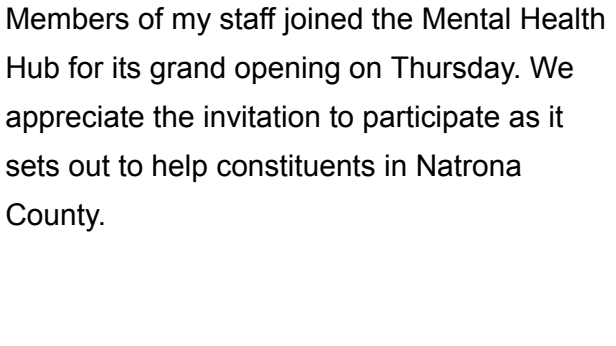 Members of my staff joined the Mental Health
Hub for its grand opening on Thursday. We
appreciate the invitation to participate as it
sets out to help constituents in Natrona
County.